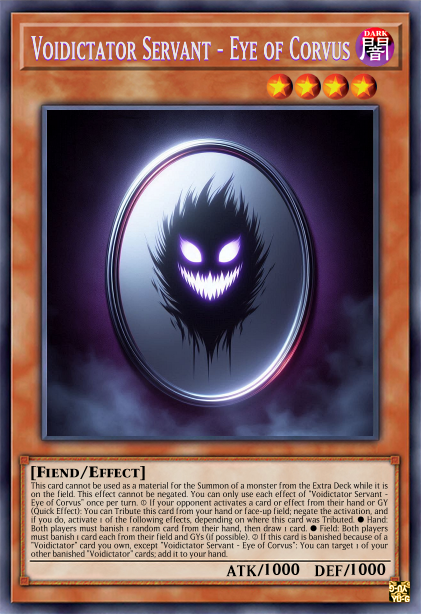 Voidictator Servant - Eye of Corvus
DARK
闇
[Fiend/Effect]
This card cannot be used as a material for the Summon of a monster from the Extra Deck while it is
on the field. This effect cannot be negated. You can only use each effect of "Voidictator Servant -
Eye of Corvus" once per turn. ① If your opponent activates a card or effect from their hand or GY
(Quick Effect): You can Tribute this card from your hand or face-up field; negate the activation, and
if you do, activate 1 of the following effects, depending on where this card was Tributed. ● Hand:
Both players must banish 1 random card from their hand, then draw 1 card. ● Field: Both players
must banish 1 card each from their field and GYs (if possible). ② If this card is banished because of a
"Voidictator" card you own, except "Voidictator Servant - Eye of Corvus": You can target 1 of your
other banished "Voidictator" cards; add it to your hand.
ATK/1000 DEF/1000